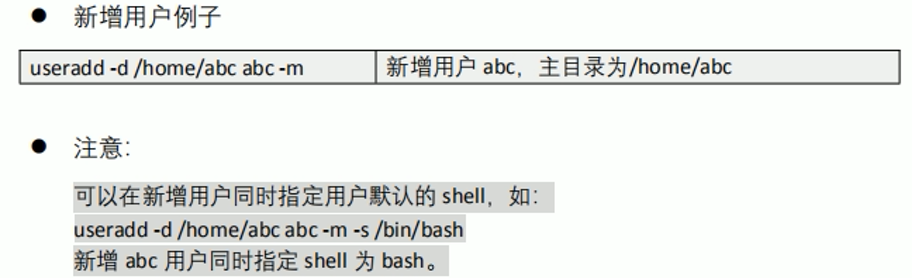 ● 新增用户例子
useradd -d /home/abc abc -m 新增用户 abc，主目录为/home/abc
● 注意：
可以在新增用户同时指定用户默认的 shell，如：
useradd -d /home/abc abc -m -s /bin/bash
新增 abc 用户同时指定 shell 为 bash。